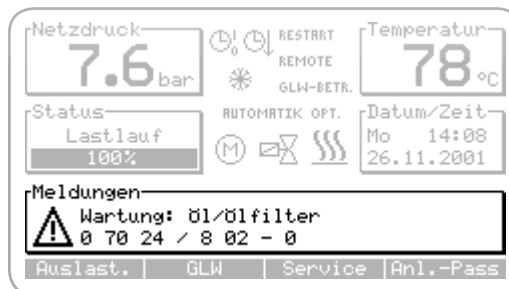 Netzdruck
7.6 bar
RESTART
REMOTE
GLW-BETR.
Temperatur
78 °C
Status
Lastlauf
100%
AUTOMATIK OPT.
M
Datum/Zeit
Mo 14:08
26.11.2001
Meldungen
Wartung: Öl/Ölfilter
0 70 24 / 8 02 - 0
Auslast. GLW Service Anl.-Pass